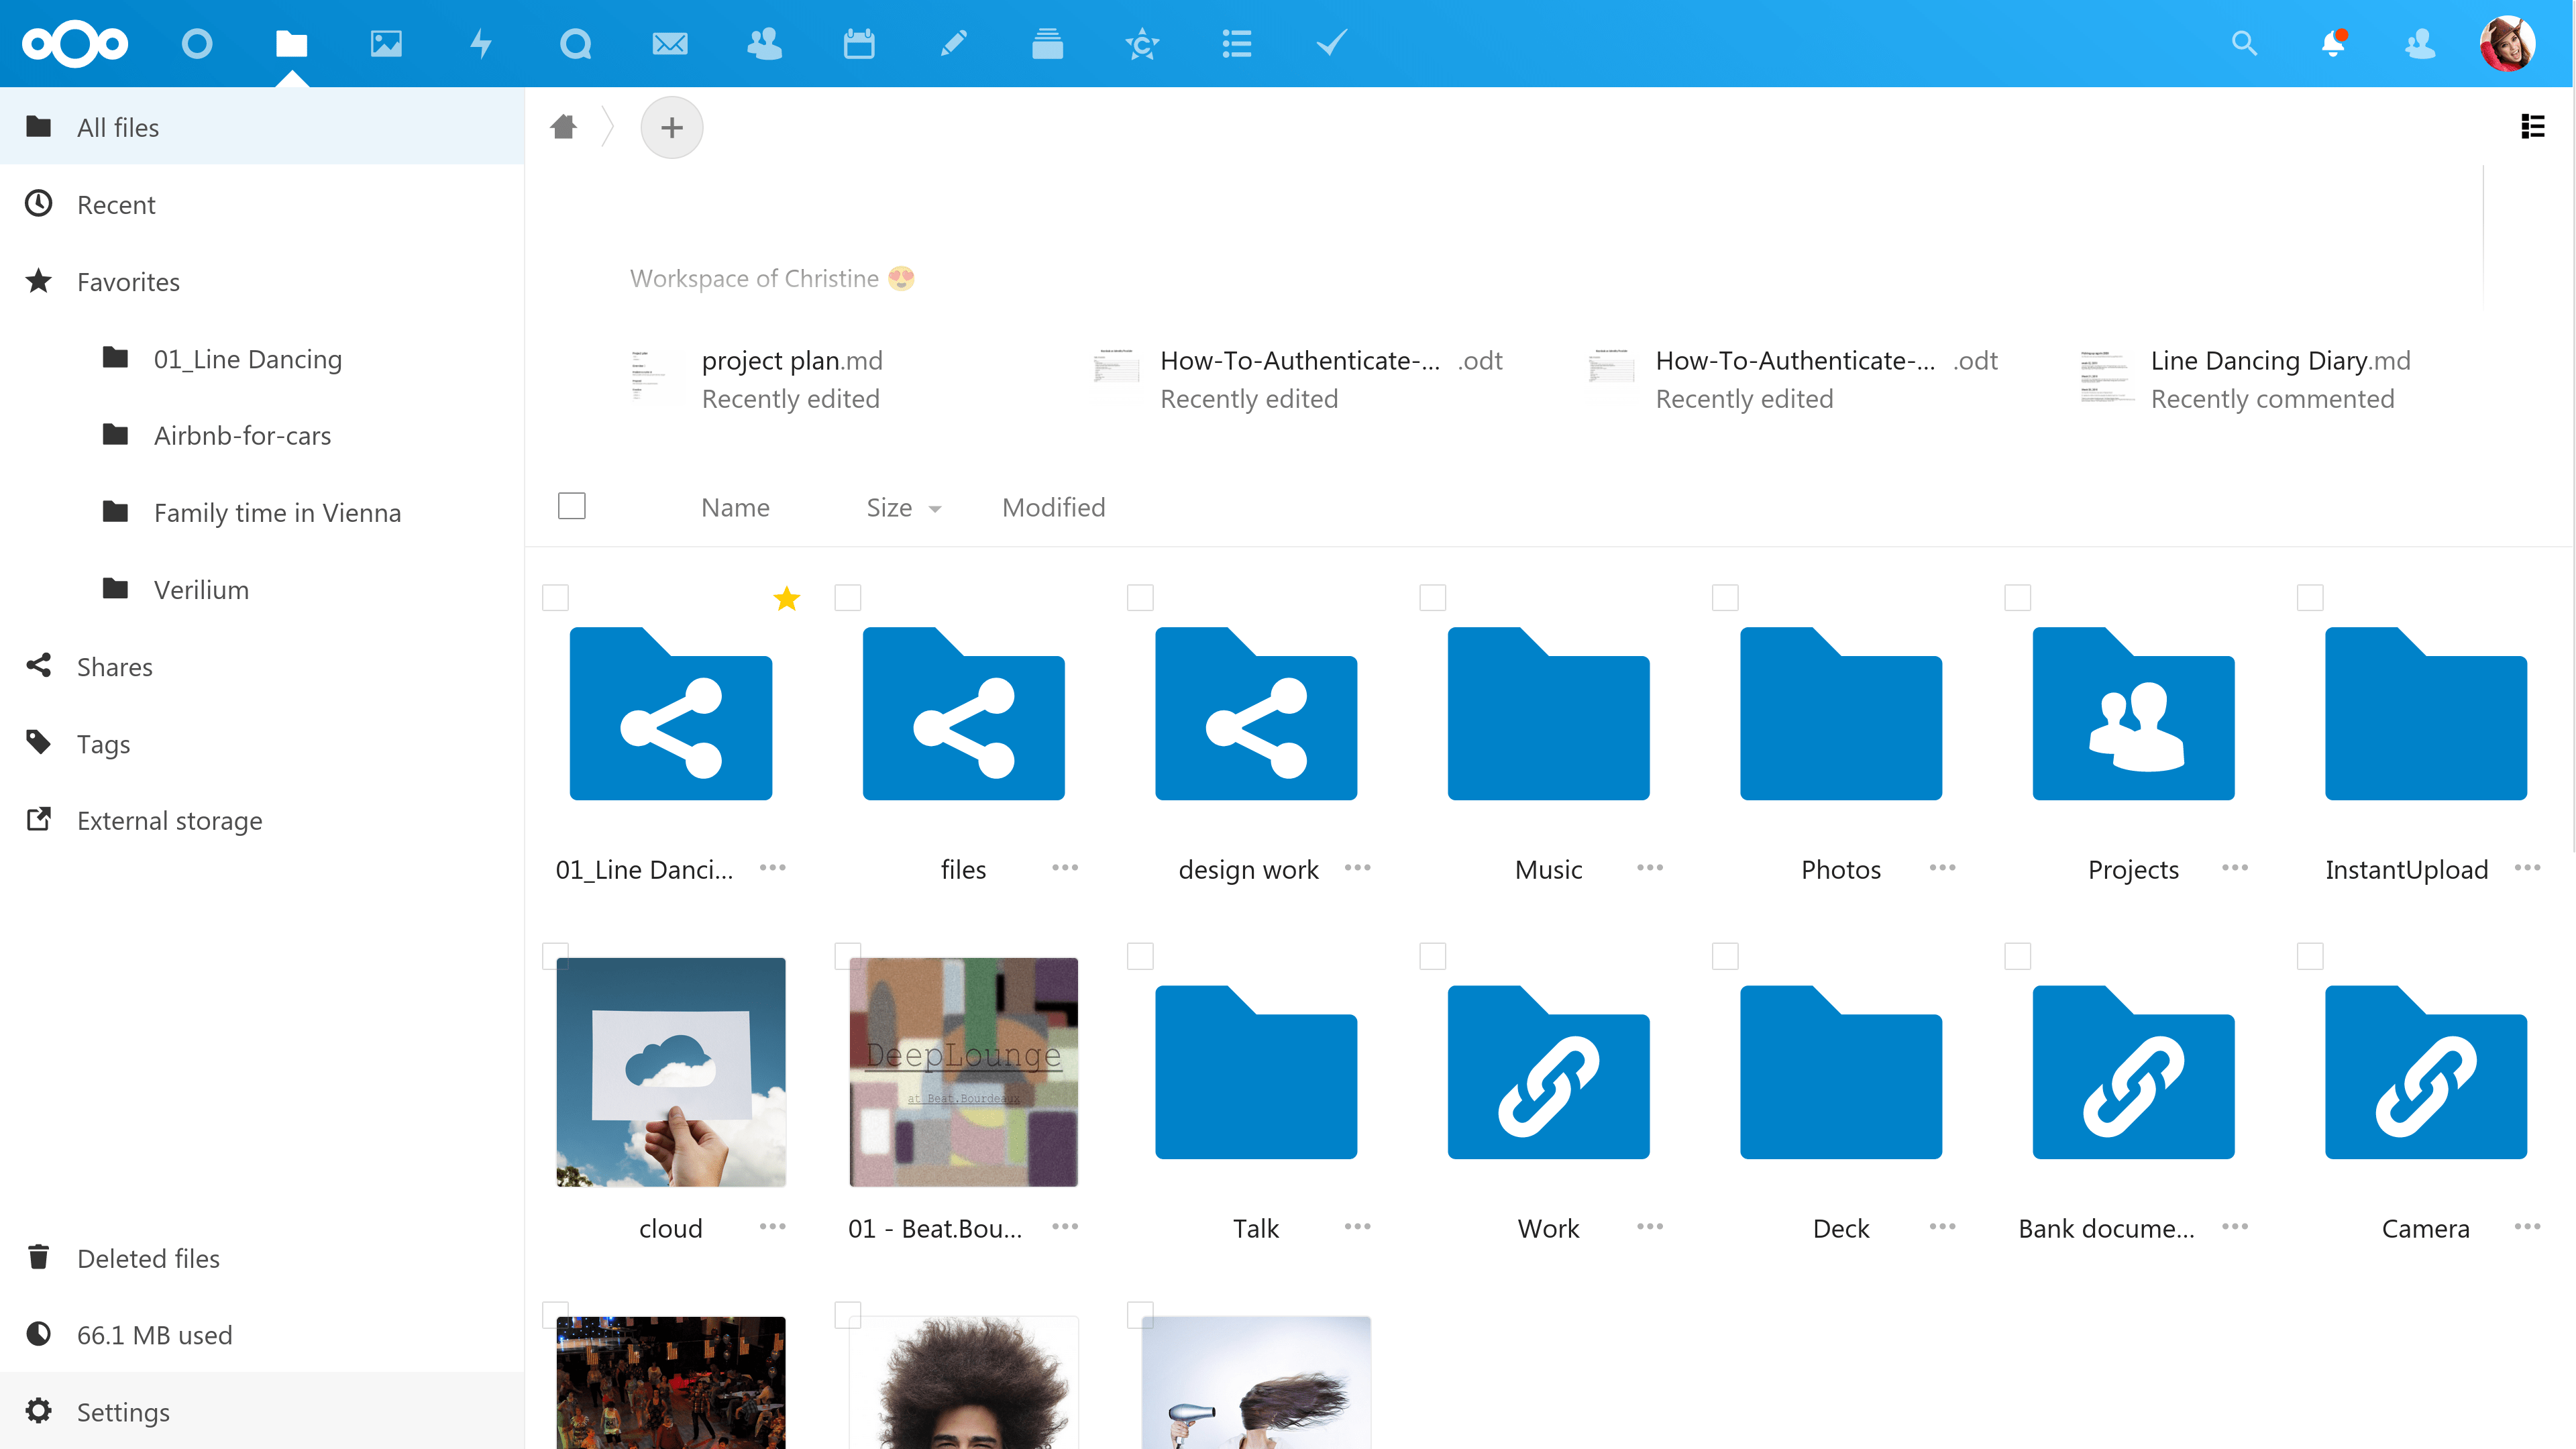 All files
Recent
Favorites
01_Line Dancing
Airbnb-for-cars
Family time in Vienna
Verilium
Shares
Tags
External storage
Deleted files
66.1 MB used
Settings
Workspace of Christine 😍
project plan.md
Recently edited
How-To-Authenticate-... .odt
Recently edited
How-To-Authenticate-... .odt
Recently edited
Line Dancing Diary.md
Recently commented
Name Size Modified
01_Line Danci... files design work Music Photos Projects InstantUpload
DeepLounge
at Beat.Bourdeaux
cloud 01 - Beat.Bou... Talk Work Deck Bank docume... Camera